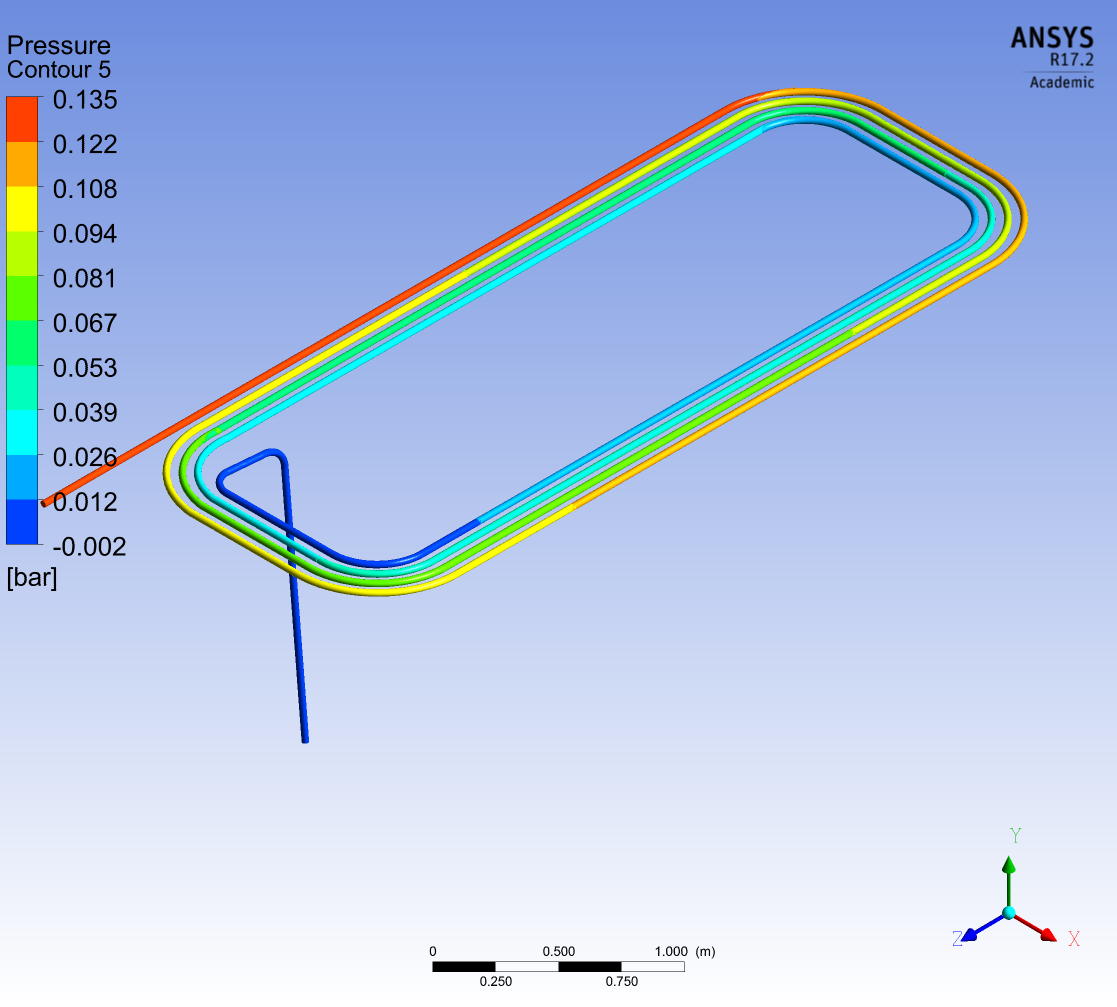 Pressure
Contour 5
0.135
0.122
0.108
0.094
0.081
0.067
0.053
0.039
0.026
0.012
-0.002
[bar]
ANSYS
R17.2
Academic
Y
Z
X
0 0.500 1.000 (m)
0.250 0.750